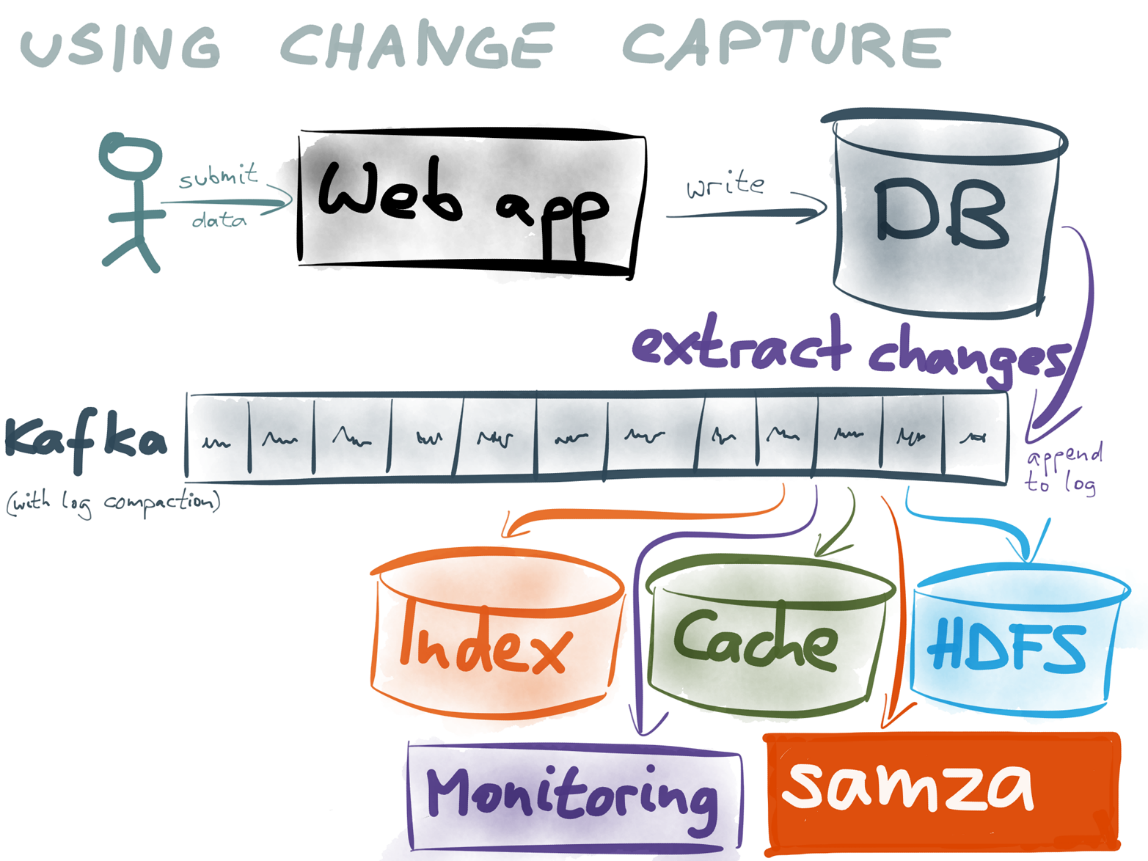 USING CHANGE CAPTURE
submit
data
Web app
write
DB
extract changes
Kafka
(with log compaction)
append
to log
Index
Cache
HDFS
Monitoring
samza